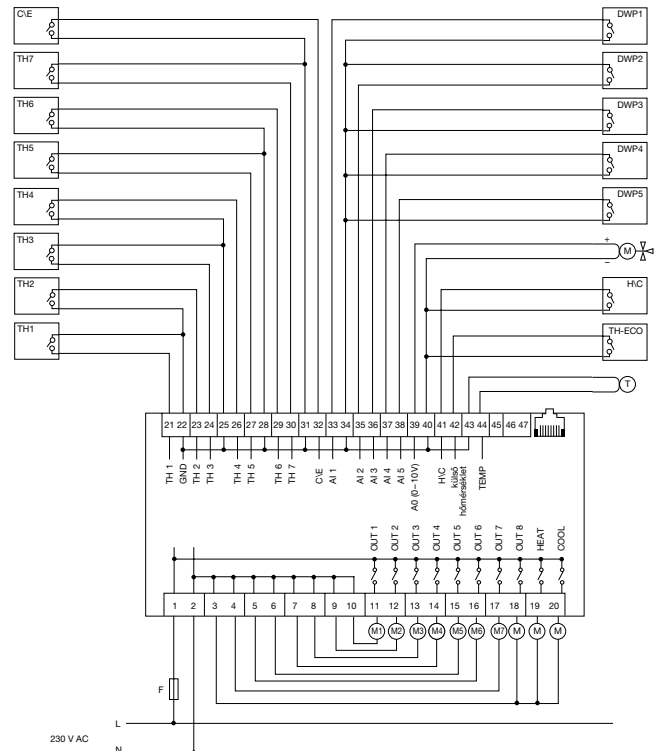 C\E
DWP1
TH7
DWP2
TH6
DWP3
TH5
DWP4
TH4
DWP5
TH3
+
M
−
TH2
H\C
TH1
TH-ECO
T
21 22 23 24 25 26 27 28 29 30 31 32 33 34 35 36 37 38 39 40 41 42 43 44 45 46 47
TH 1
GND
TH 2
TH 3
TH 4
TH 5
TH 6
TH 7
C\E
AI 1
AI 2
AI 3
AI 4
AI 5
A0 (0–10V)
H\C
külső
hőmérséklet
TEMP
OUT 1
OUT 2
OUT 3
OUT 4
OUT 5
OUT 6
OUT 7
OUT 8
HEAT
COOL
1 2 3 4 5 6 7 8 9 10 11 12 13 14 15 16 17 18 19 20
M1 M2 M3 M4 M5 M6 M7 M M M
F
L
230 V AC
N